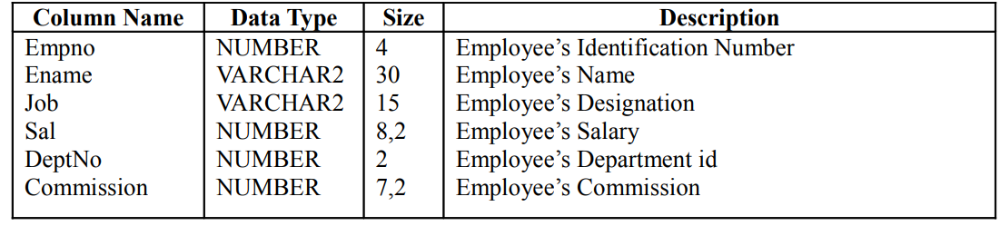 Column Name Data Type Size Description
Empno NUMBER 4 Employee’s Identification Number
Ename VARCHAR2 30 Employee’s Name
Job VARCHAR2 15 Employee’s Designation
Sal NUMBER 8,2 Employee’s Salary
DeptNo NUMBER 2 Employee’s Department id
Commission NUMBER 7,2 Employee’s Commission